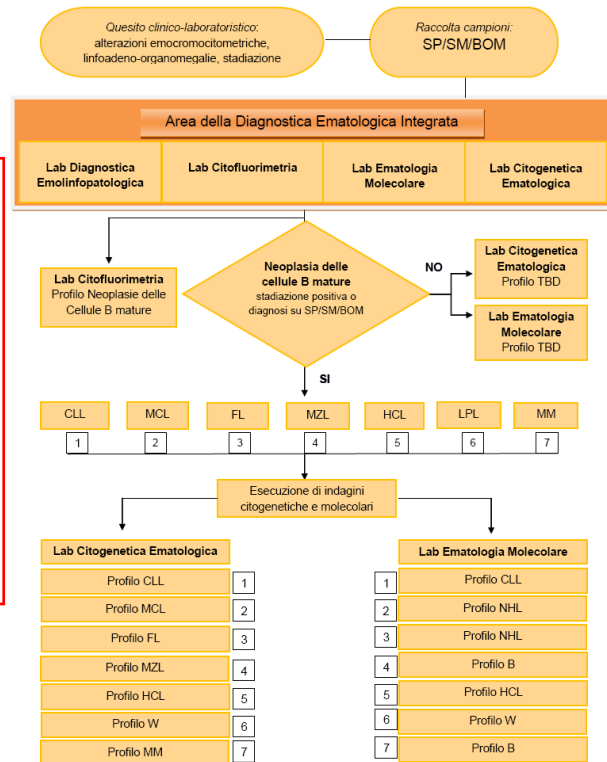 Quesito clinico-laboratoristico:
alterazioni emocromocitometriche,
linfoadeno-organomegalie, stadiazione
Raccolta campioni:
SP/SM/BOM
Area della Diagnostica Ematologica Integrata
Lab Diagnostica
Emolinfopatologica
Lab Citofluorimetria
Lab Ematologia
Molecolare
Lab Citogenetica
Ematologica
Lab Citofluorimetria
Profilo Neoplasie delle
Cellule B mature
Neoplasia delle
cellule B mature
stadiazione positiva o
diagnosi su SP/SM/BOM
NO
Lab Citogenetica
Ematologica
Profilo TBD
Lab Ematologia
Molecolare
Profilo TBD
SI
CLL
MCL
FL
MZL
HCL
LPL
MM
1
2
3
4
5
6
7
Esecuzione di indagini
citogenetiche e molecolari
Lab Citogenetica Ematologica
Profilo CLL
1
Profilo MCL
2
Profilo FL
3
Profilo MZL
4
Profilo HCL
5
Profilo W
6
Profilo MM
7
Lab Ematologia Molecolare
1
Profilo CLL
2
Profilo NHL
3
Profilo NHL
4
Profilo B
5
Profilo HCL
6
Profilo W
7
Profilo B